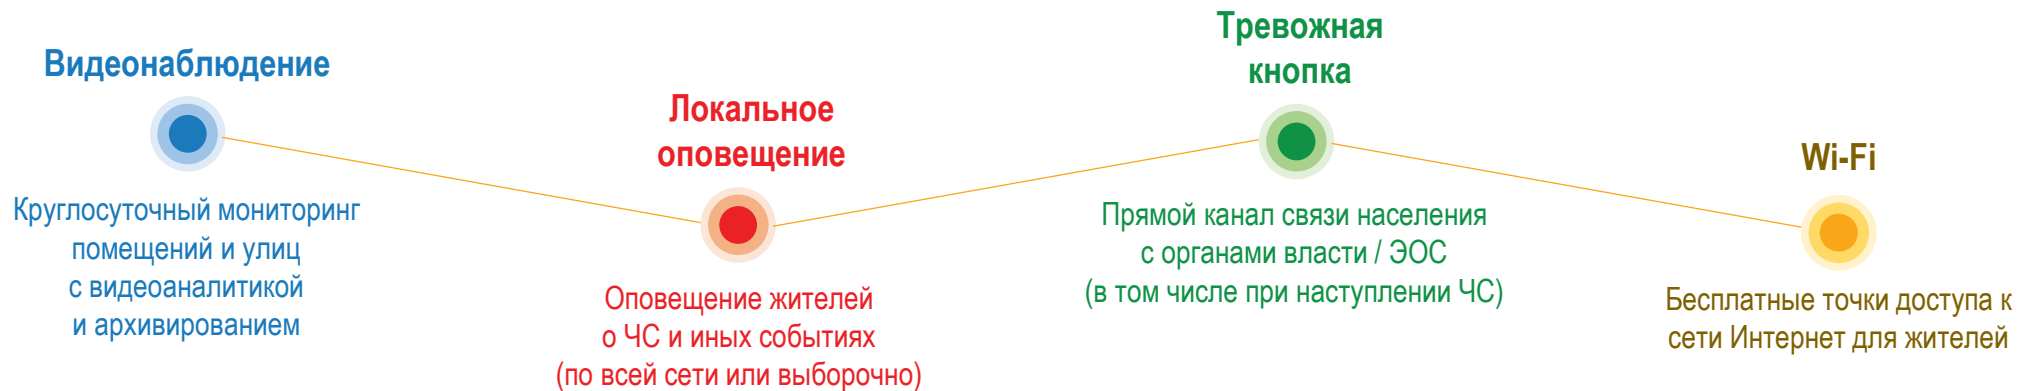 Видеонаблюдение
Круглосуточный мониторинг
помещений и улиц
с видеоаналитикой
и архивированием
Локальное
оповещение
Оповещение жителей
о ЧС и иных событиях
(по всей сети или выборочно)
Тревожная
кнопка
Прямой канал связи населения
с органами власти / ЭОС
(в том числе при наступлении ЧС)
Wi-Fi
Бесплатные точки доступа к
сети Интернет для жителей